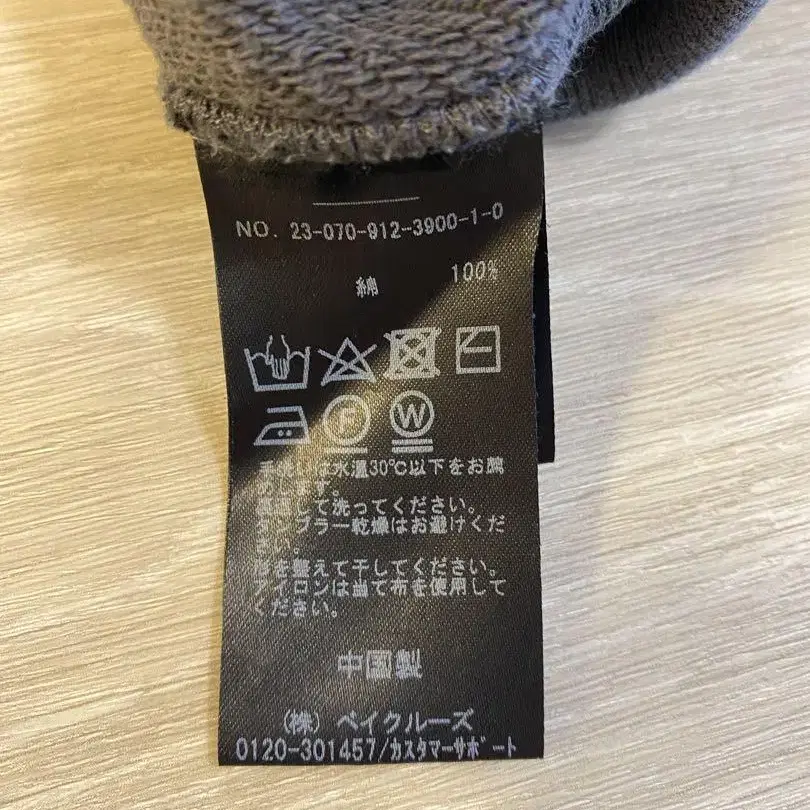 NO. 23-070-912-3900-1-0
綿 100%
F W
手洗いは水温30℃以下をお薦
めします。
して洗ってください。
タンブラー乾燥はお避けくだ
さい。
形を整えて干してください。
アイロンは当て布を使用して
ください。
中国製
(株) ベイクルーズ
0120-301457/カスタマーサポート